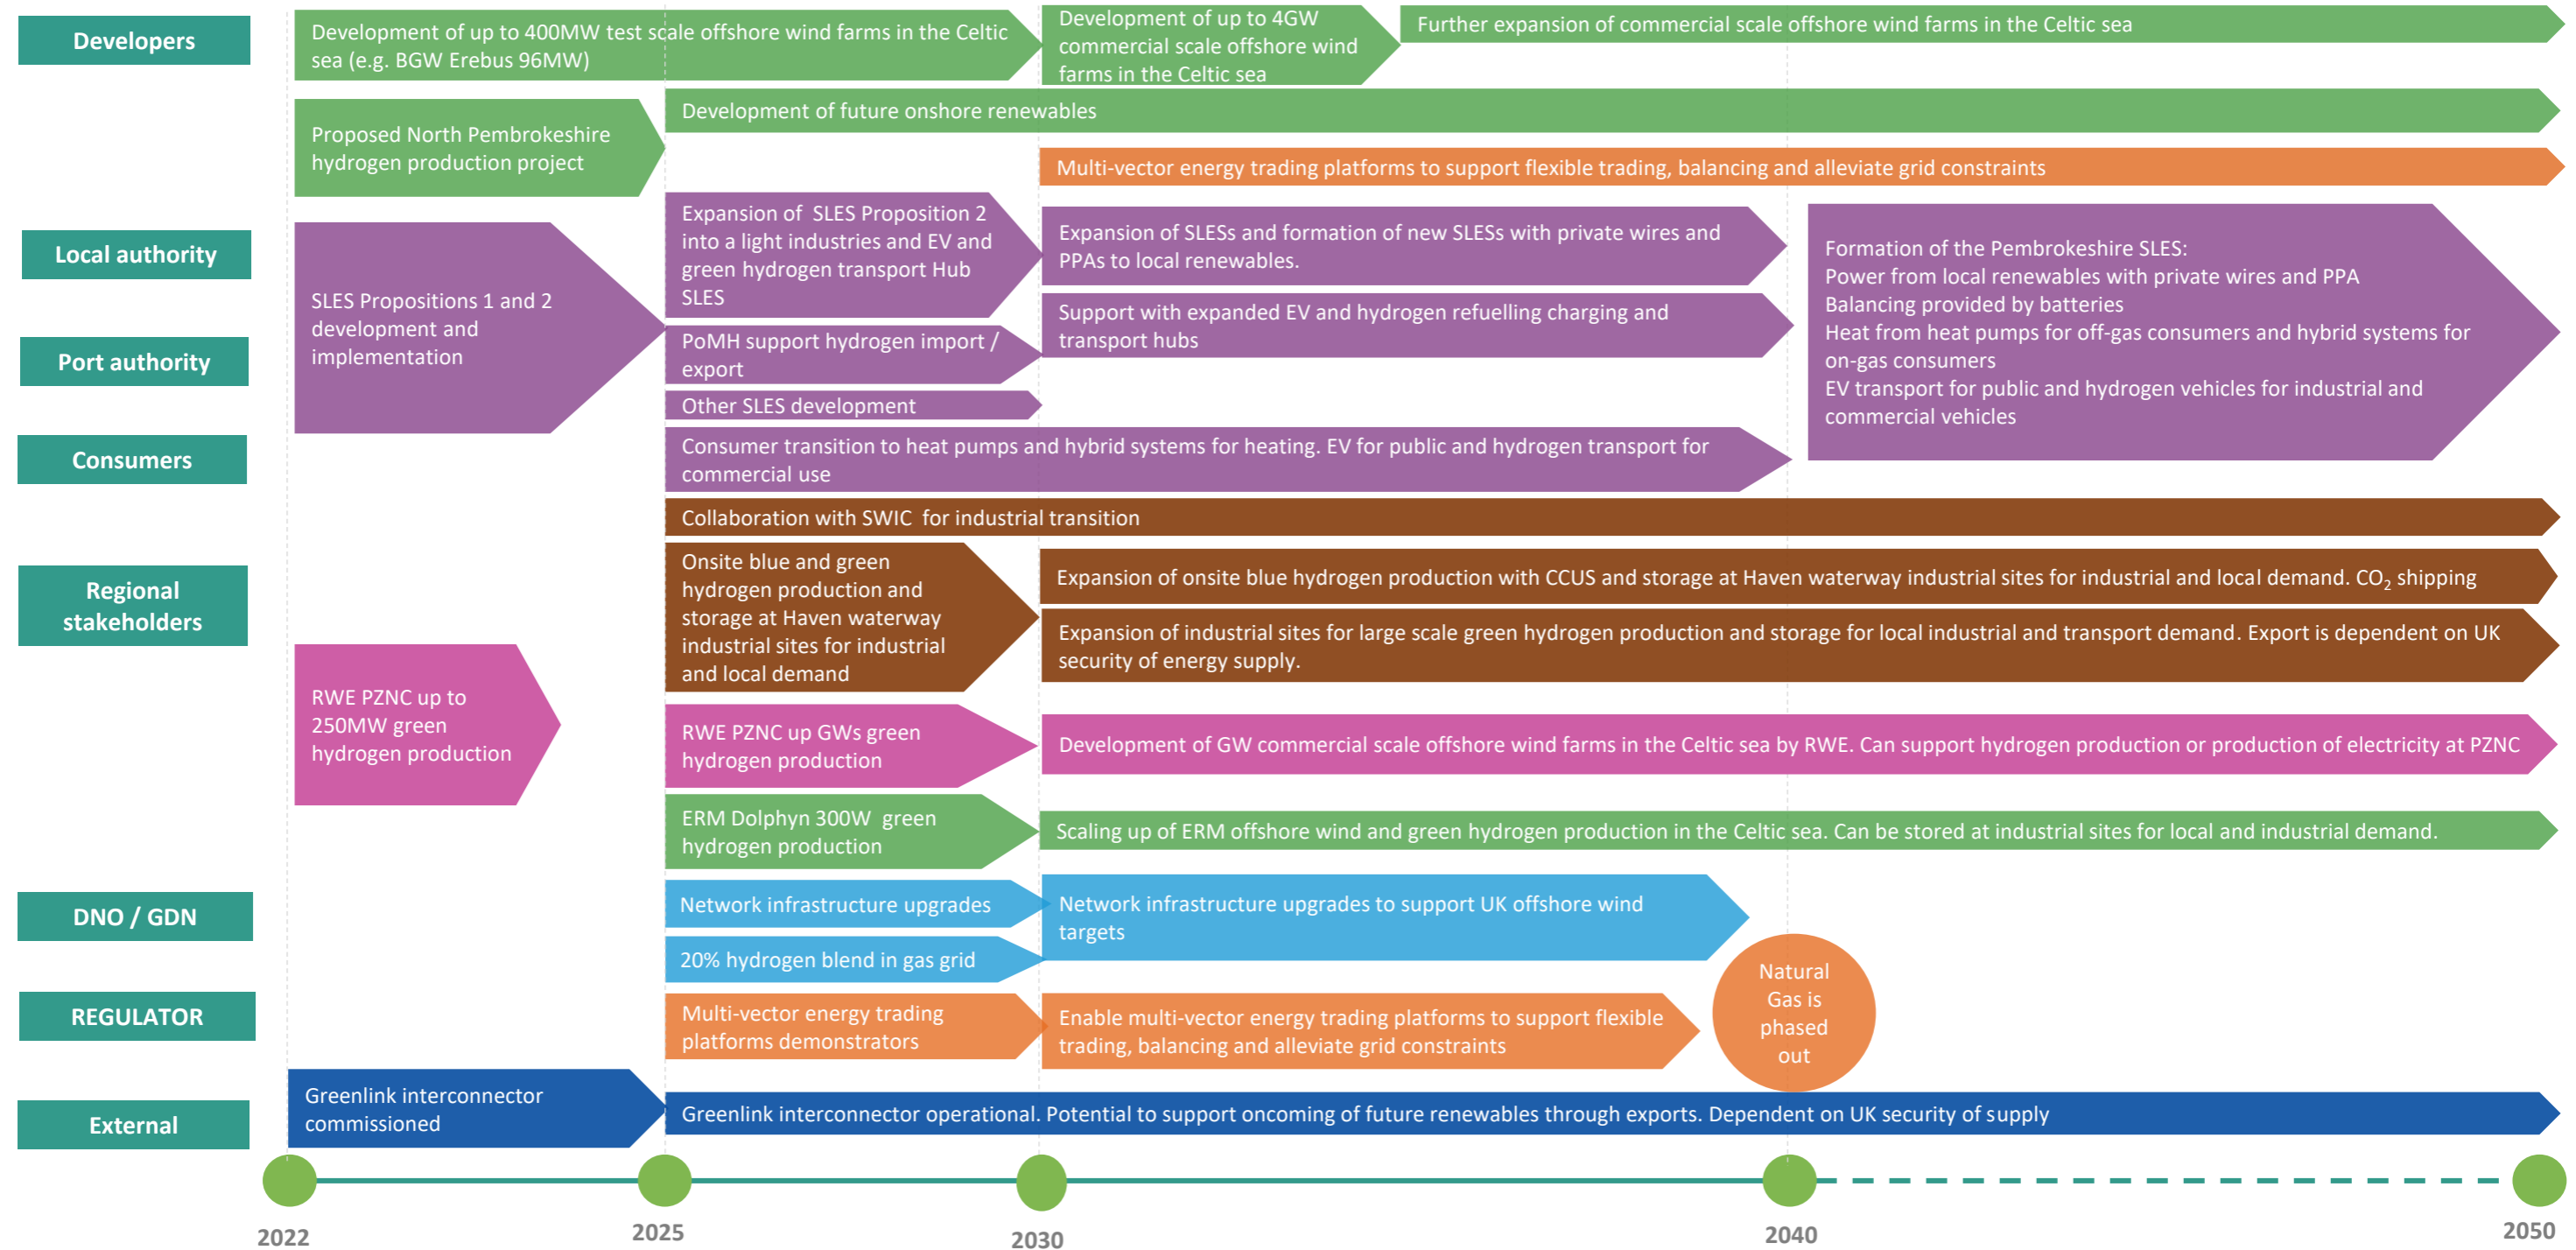 Developers
Development of up to 400MW test scale offshore wind farms in the Celtic
sea (e.g. BGW Erebus 96MW)
Development of up to 4GW
commercial scale offshore wind
farms in the Celtic sea
Further expansion of commercial scale offshore wind farms in the Celtic sea
Proposed North Pembrokeshire
hydrogen production project
Development of future onshore renewables
Multi-vector energy trading platforms to support flexible trading, balancing and alleviate grid constraints
Local authority
Port authority
Consumers
SLES Propositions 1 and 2
development and
implementation
Expansion of  SLES Proposition 2
into a light industries and EV and
green hydrogen transport Hub
SLES
Expansion of SLESs and formation of new SLESs with private wires and
PPAs to local renewables.
PoMH support hydrogen import /
export
Support with expanded EV and hydrogen refuelling charging and
transport hubs
Other SLES development
Consumer transition to heat pumps and hybrid systems for heating. EV for public and hydrogen transport for
commercial use
Formation of the Pembrokeshire SLES:
Power from local renewables with private wires and PPA
Balancing provided by batteries
Heat from heat pumps for off-gas consumers and hybrid systems for
on-gas consumers
EV transport for public and hydrogen vehicles for industrial and
commercial vehicles
Regional
stakeholders
Collaboration with SWIC  for industrial transition
Onsite blue and green
hydrogen production and
storage at Haven waterway
industrial sites for industrial
and local demand
Expansion of onsite blue hydrogen production with CCUS and storage at Haven waterway industrial sites for industrial and local demand. CO₂ shipping
Expansion of industrial sites for large scale green hydrogen production and storage for local industrial and transport demand. Export is dependent on UK
security of energy supply.
RWE PZNC up to
250MW green
hydrogen production
RWE PZNC up GWs green
hydrogen production
Development of GW commercial scale offshore wind farms in the Celtic sea by RWE. Can support hydrogen production or production of electricity at PZNC
ERM Dolphyn 300W  green
hydrogen production
Scaling up of ERM offshore wind and green hydrogen production in the Celtic sea. Can be stored at industrial sites for local and industrial demand.
DNO / GDN
Network infrastructure upgrades
Network infrastructure upgrades to support UK offshore wind
targets
20% hydrogen blend in gas grid
REGULATOR
Multi-vector energy trading
platforms demonstrators
Enable multi-vector energy trading platforms to support flexible
trading, balancing and alleviate grid constraints
Natural
Gas is
phased
out
External
Greenlink interconnector
commissioned
Greenlink interconnector operational. Potential to support oncoming of future renewables through exports. Dependent on UK security of supply
2022
2025
2030
2040
2050